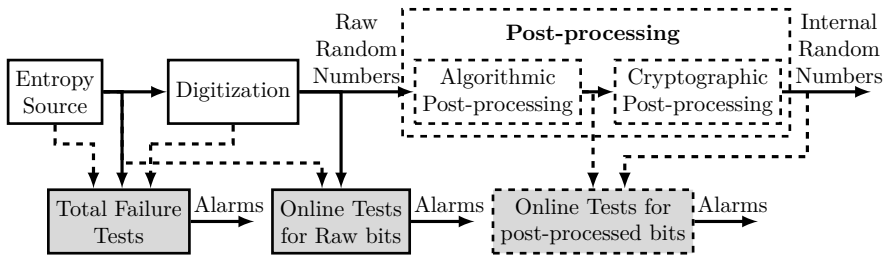 Raw
Random
Numbers
Post-processing
Internal
Random
Numbers
Entropy
Source
Digitization
Algorithmic
Post-processing
Cryptographic
Post-processing
Total Failure
Tests
Alarms
Online Tests
for Raw bits
Alarms
Online Tests for
post-processed bits
Alarms